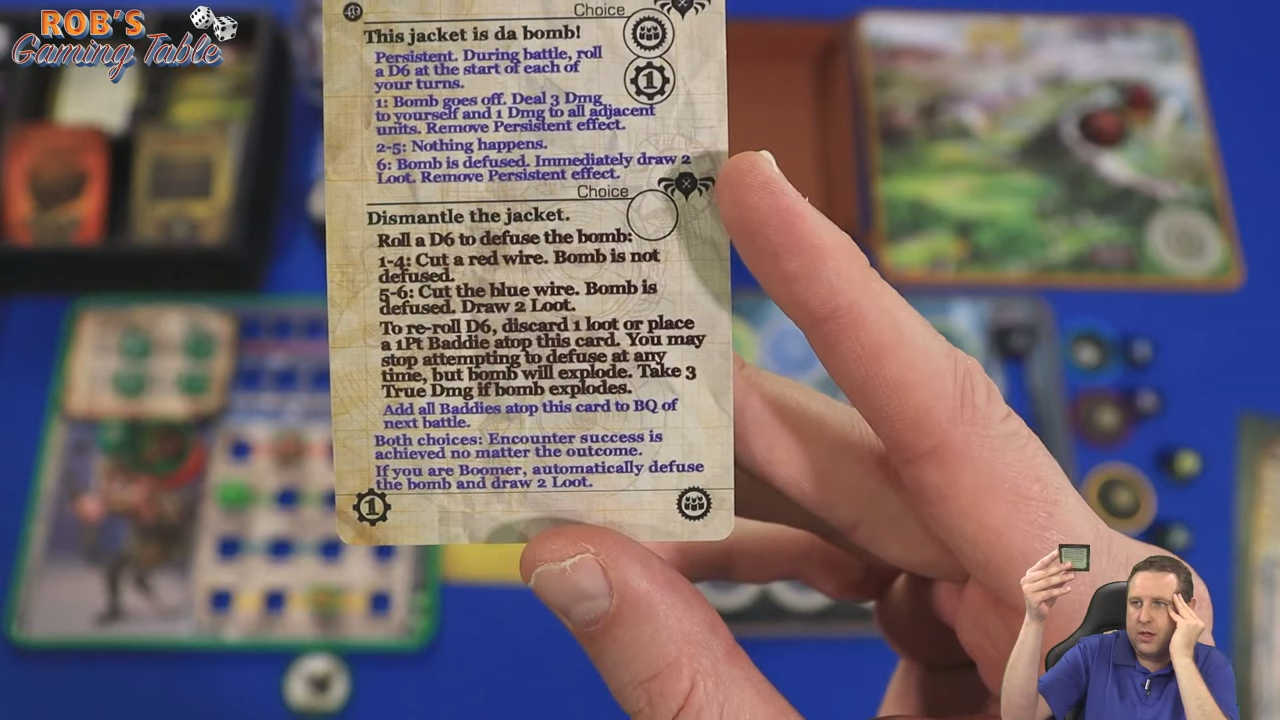 ROB'S
Gaming Table
Choice
This jacket is da bomb!
Persistent. During battle, roll
a D6 at the start of each of
your turns.
1
1: Bomb goes off. Deal 3 Dmg
to yourself and 1 Dmg to all adjacent
units. Remove Persistent effect.
2-5: Nothing happens.
6: Bomb is defused. Immediately draw 2
Loot. Remove Persistent effect.
Choice
Dismantle the jacket.
Roll a D6 to defuse the bomb:
1-4: Cut a red wire. Bomb is not
defused.
5-6: Cut the blue wire. Bomb is
defused. Draw 2 Loot.
To re-roll D6, discard 1 loot or place
a 1Pt Baddie atop this card. You may
stop attempting to defuse at any
time, but bomb will explode. Take 3
True Dmg if bomb explodes.
Add all Baddies atop this card to BQ of
next battle.
Both choices: Encounter success is
achieved no matter the outcome.
If you are Boomer, automatically defuse
the bomb and draw 2 Loot.
1